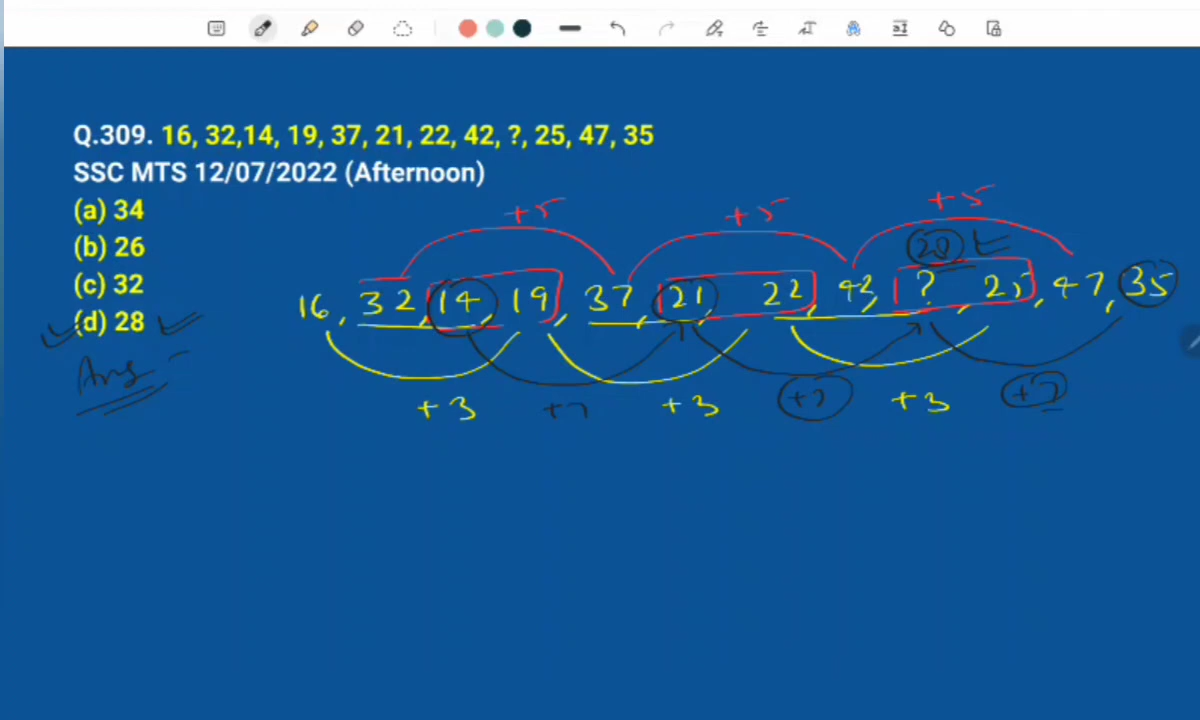 Q.309. 16, 32,14, 19, 37, 21, 22, 42, ?, 25, 47, 35
SSC MTS 12/07/2022 (Afternoon)
(a) 34
(b) 26
(c) 32
(d) 28
Ans
+5 +5 +5
28
16, 32, 14, 19, 37, 21, 22, 43, ?, 25, 47, 35
+3 +7 +3 +7 +3 +7